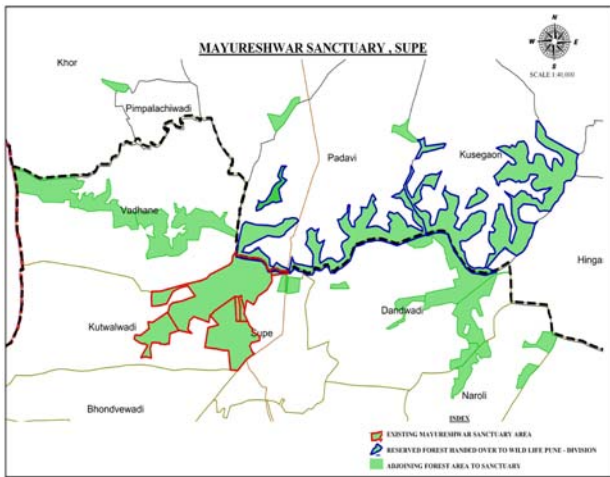 MAYURESHWAR SANCTUARY , SUPE
N
W
E
S
SCALE 1:40,000
Khor
Pimpalachiwadi
Padavi
Kusegaon
Vadhane
Hinga
Kutwalwadi
Supe
Dandwadi
Naroli
Bhondvewadi
INDEX
EXISTING MAYURESHWAR SANCTUARY AREA
RESERVED FOREST HANDED OVER TO WILD LIFE PUNE - DIVISION
ADJOINING FOREST AREA TO SANCTUARY